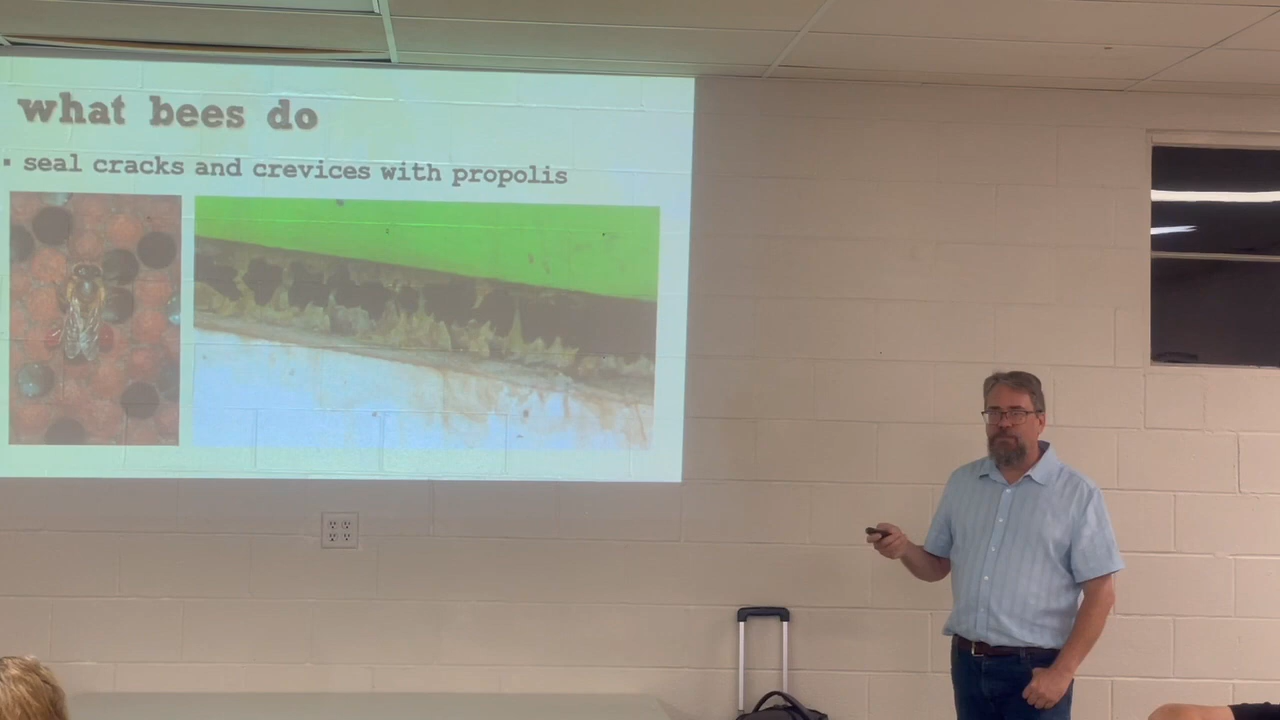 what bees do
▪ seal cracks and crevices with propolis